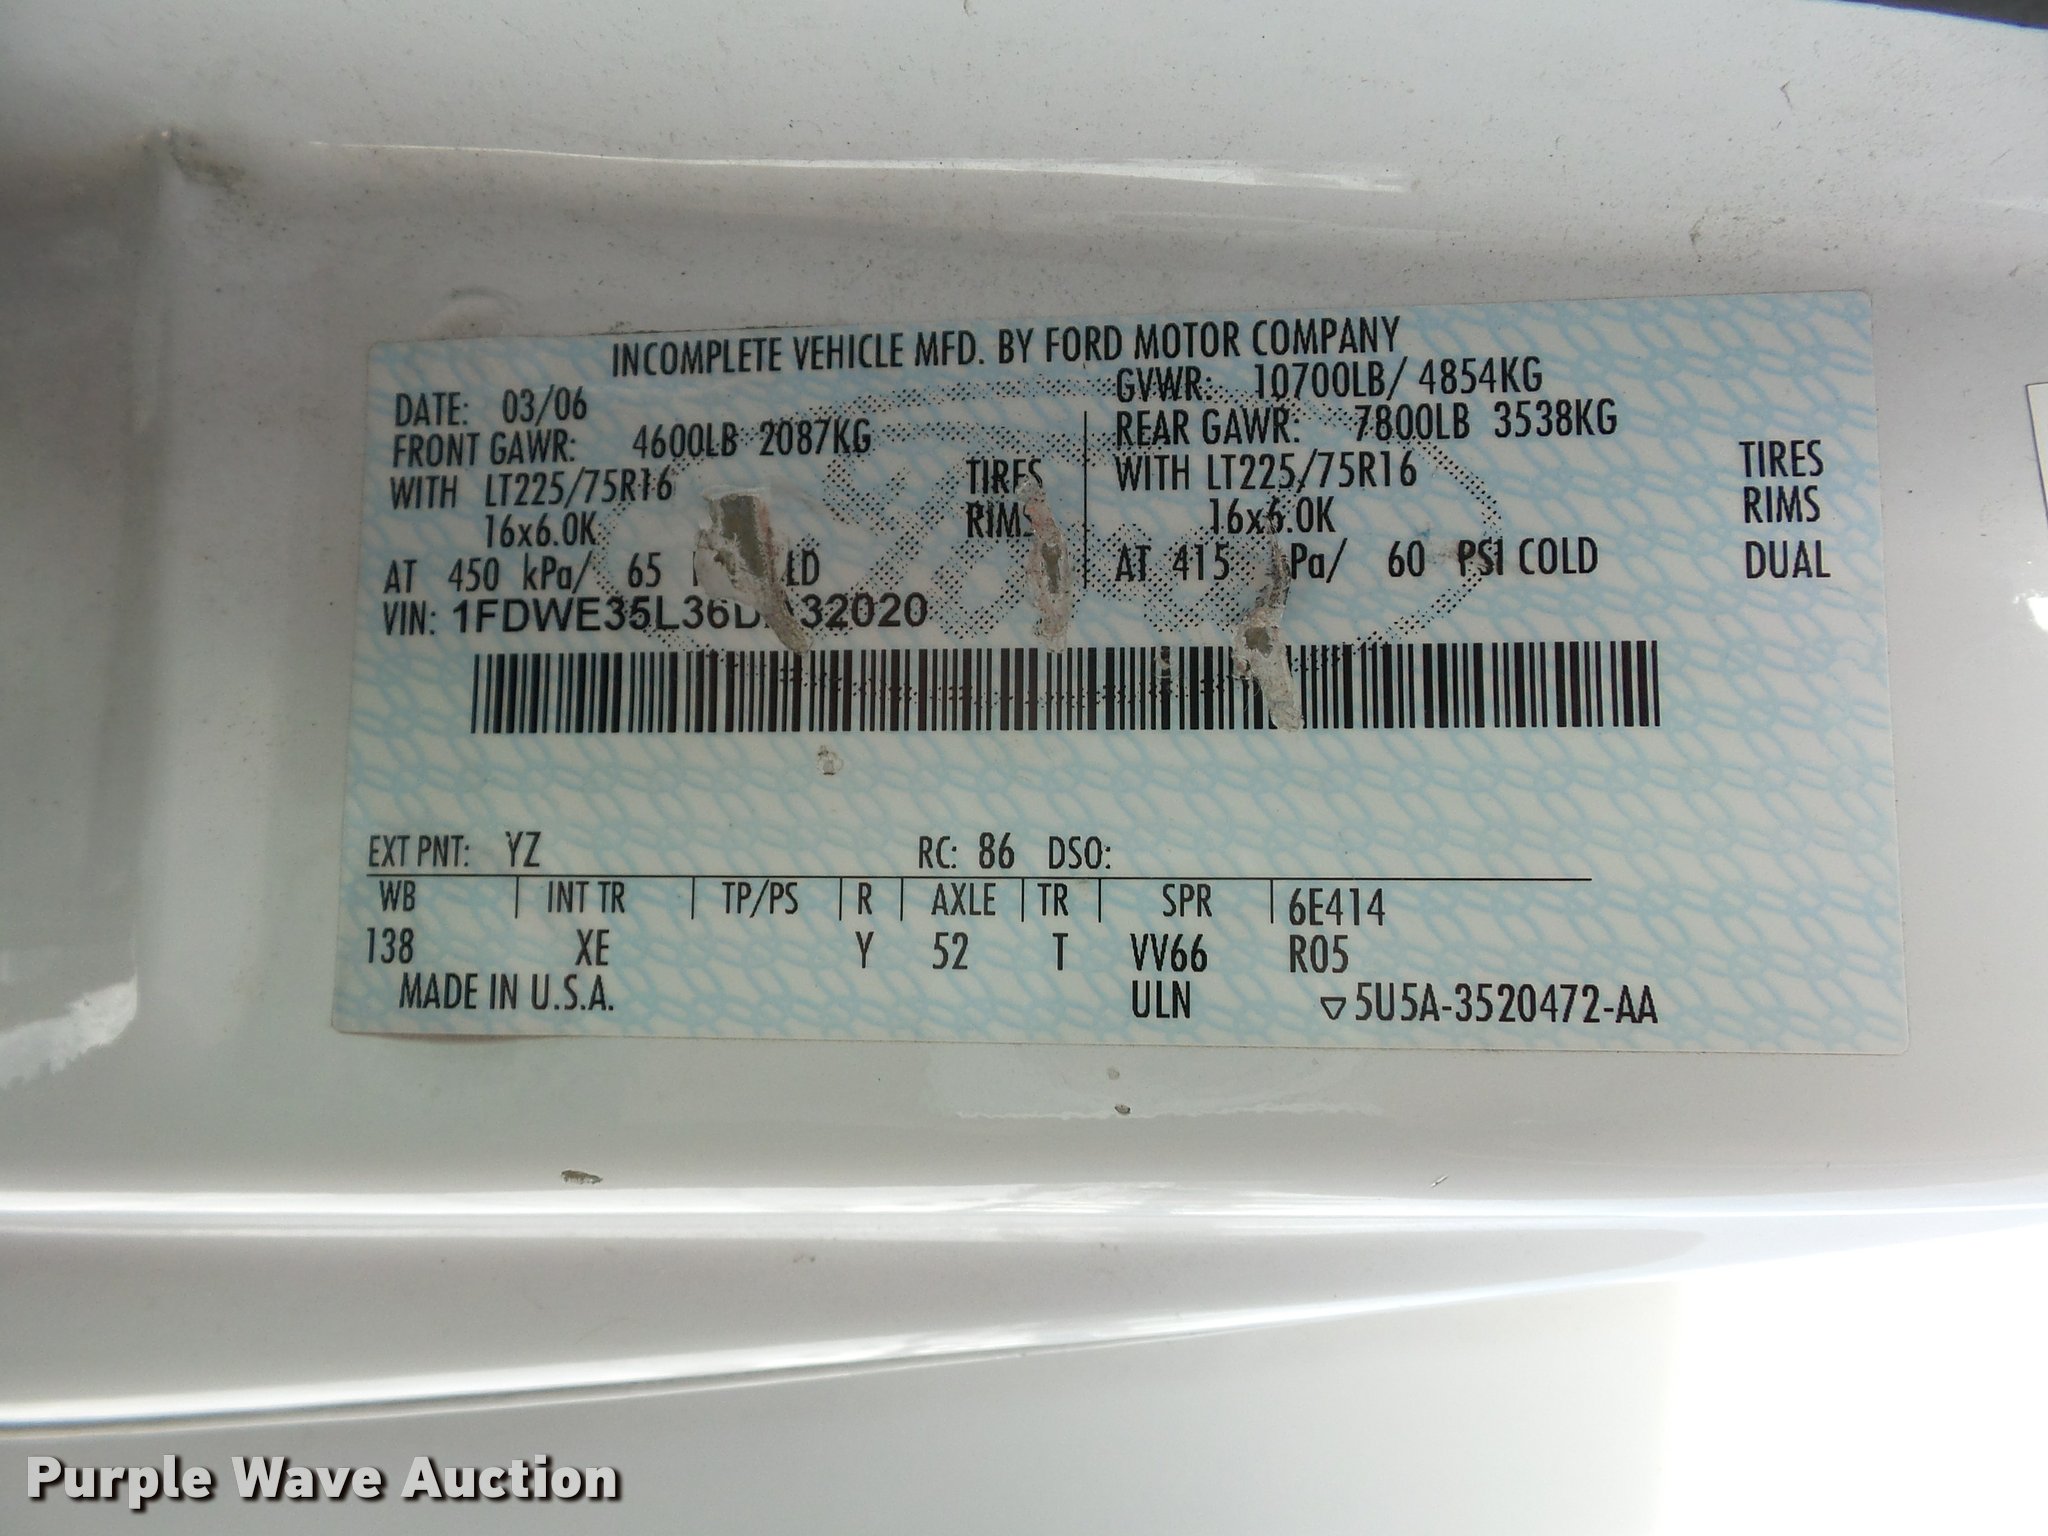 INCOMPLETE VEHICLE MFD. BY FORD MOTOR COMPANY
DATE: 03/06
GVWR: 10700LB/ 4854KG
FRONT GAWR: 4600LB 2087KG
REAR GAWR: 7800LB 3538KG
WITH LT225/75R16 TIRES
WITH LT225/75R16 TIRES
16x6.0K RIMS
16x6.0K RIMS
AT 450 kPa/ 65
AT 415 Pa/ 60 PSI COLD DUAL
VIN:
EXT PNT: YZ RC: 86 DSO:
WB INT TR TP/PS R AXLE TR SPR 6E414
138 XE Y 52 T VV66 R05
MADE IN U.S.A. ULN ▽5U5A-3520472-AA
Purple Wave Auction